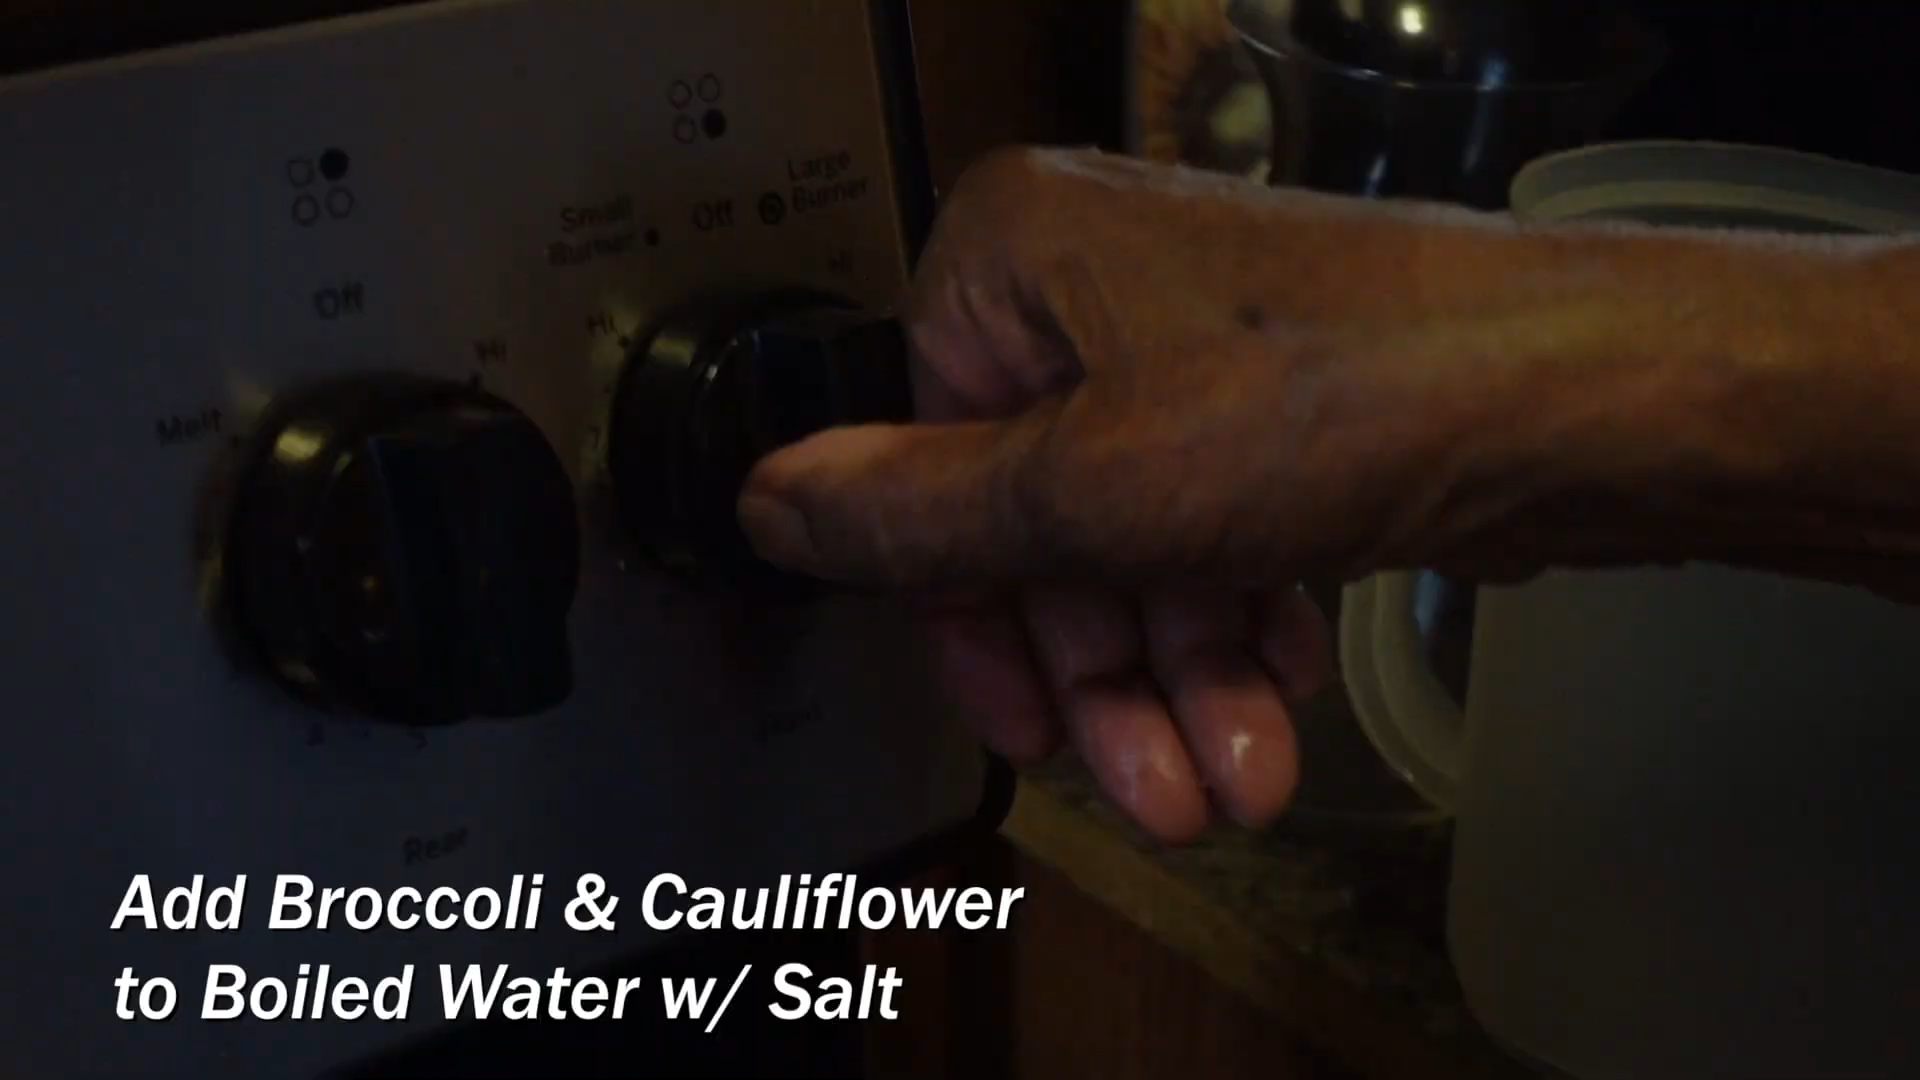 Large
Burner
Small
Burner
Off
Off
Hi
Hi
Hi
Melt
Rear
Add Broccoli & Cauliflower
to Boiled Water w/ Salt